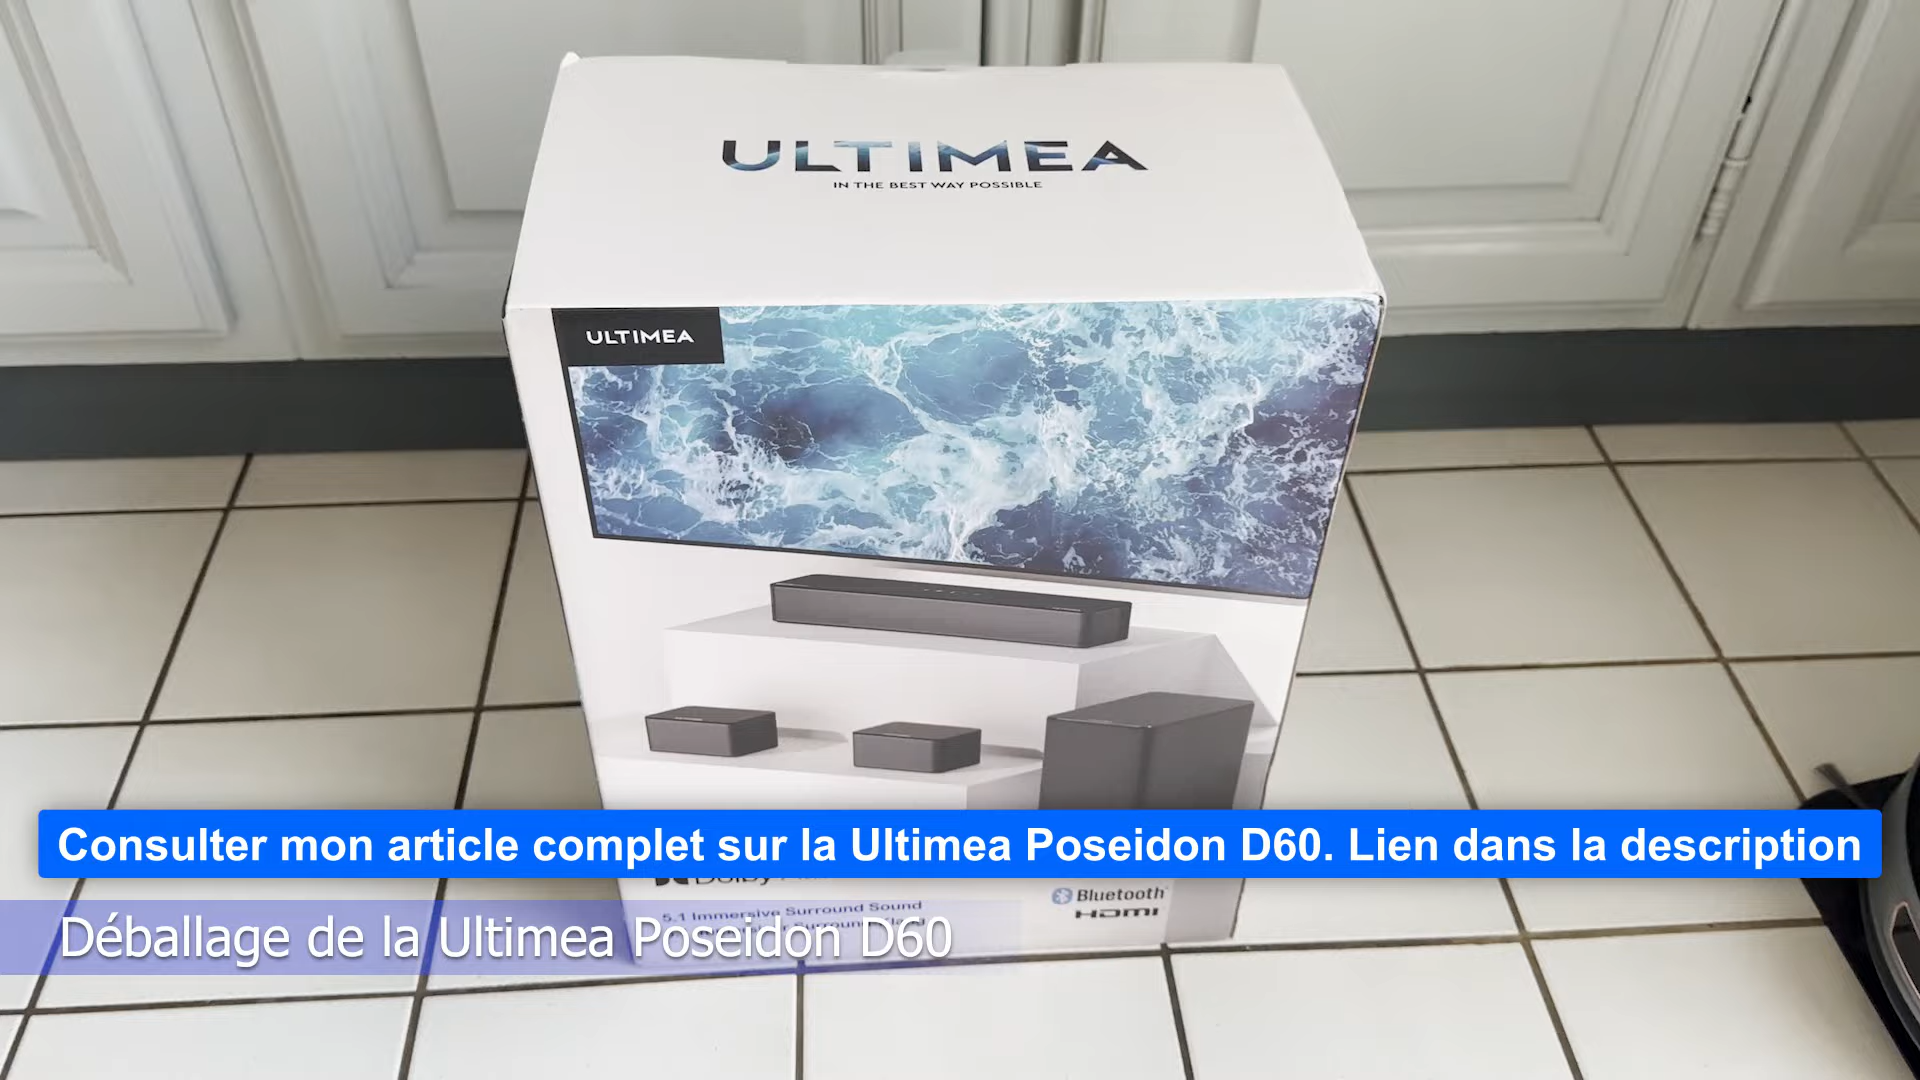 ULTIMEA
IN THE BEST WAY POSSIBLE
ULTIMEA
Consulter mon article complet sur la Ultimea Poseidon D60. Lien dans la description
Dolby
Bluetooth
5.1 Immersive Surround Sound
HDMI
Déballage de la Ultimea Poseidon D60